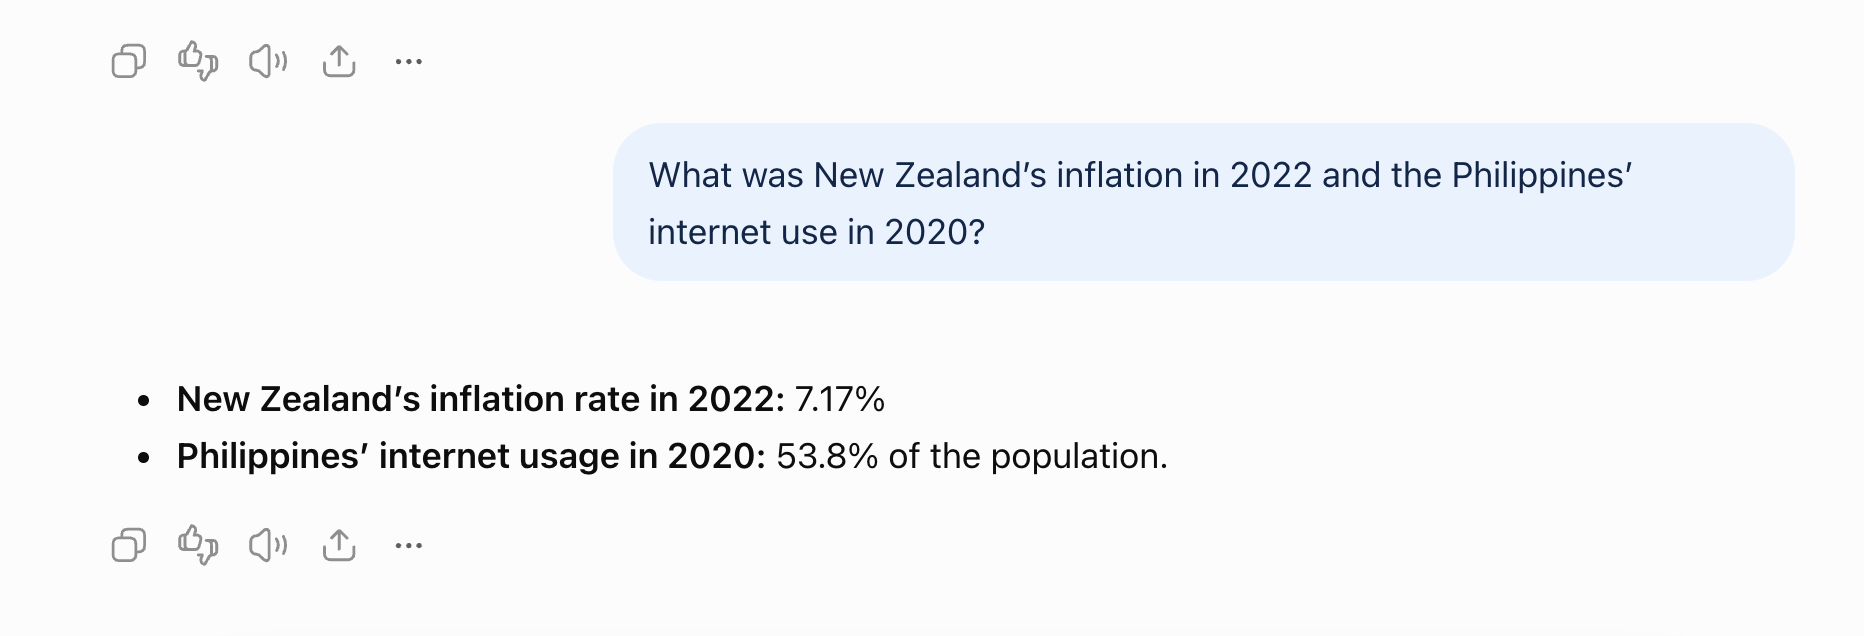 What was New Zealand’s inflation in 2022 and the Philippines’
internet use in 2020?
• New Zealand’s inflation rate in 2022: 7.17%
• Philippines’ internet usage in 2020: 53.8% of the population.